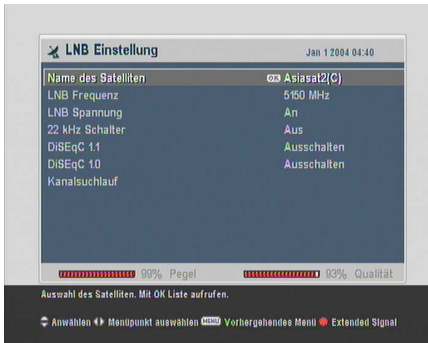 LNB Einstellung
Jan 1 2004 04:40
Name des Satelliten OK Asiasat2(C)
LNB Frequenz 5150 MHz
LNB Spannung An
22 kHz Schalter Aus
DiSEqC 1.1 Ausschalten
DiSEqC 1.0 Ausschalten
Kanalsuchlauf
99% Pegel 93% Qualität
Auswahl des Satelliten. Mit OK Liste aufrufen.
Anwählen Menüpunkt auswählen MENU Vorhergehendes Menü Extended Signal